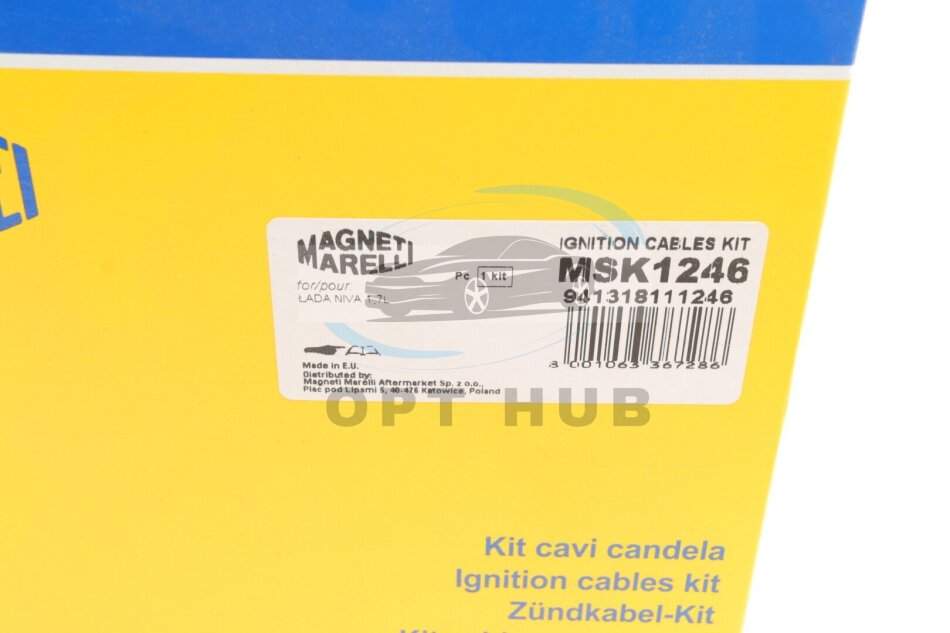 MAGNETI
MARELLI
for/pour
ŁADA NIVA 1,7L
Pc 1 kit
IGNITION CABLES KIT
MSK1246
941318111246
8 001063 367286
Made in E.U.
Distributed by:
Magneti Marelli Aftermarket Sp. z o.o.,
Plac pod Lipami 5, 40-476 Katowice, Poland
OPT HUB
Kit cavi candela
Ignition cables kit
Zündkabel-Kit